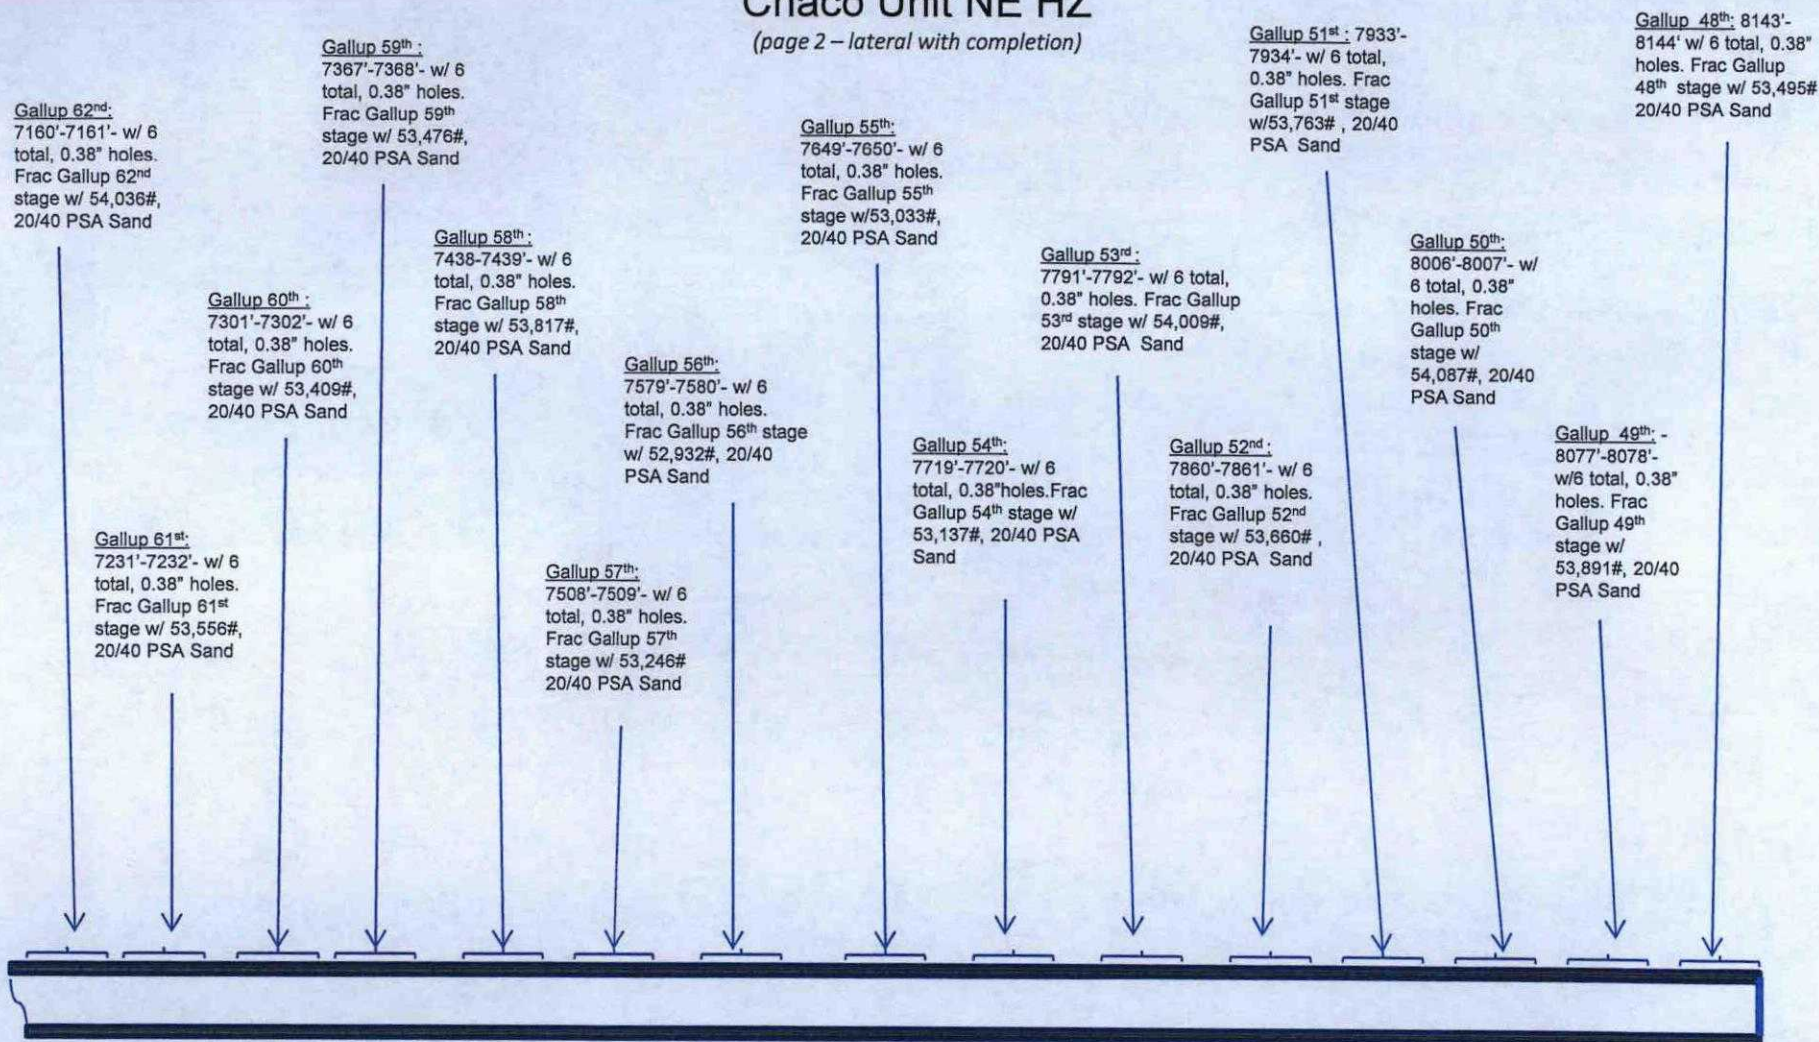 Chaco Unit NE HZ
(page 2 – lateral with completion)
Gallup 62nd:
7160'-7161'- w/ 6
total, 0.38" holes.
Frac Gallup 62nd
stage w/ 54,036#,
20/40 PSA Sand
Gallup 61st:
7231'-7232'- w/ 6
total, 0.38" holes.
Frac Gallup 61st
stage w/ 53,556#,
20/40 PSA Sand
Gallup 60th :
7301'-7302'- w/ 6
total, 0.38" holes.
Frac Gallup 60th
stage w/ 53,409#,
20/40 PSA Sand
Gallup 59th :
7367'-7368'- w/ 6
total, 0.38" holes.
Frac Gallup 59th
stage w/ 53,476#,
20/40 PSA Sand
Gallup 58th :
7438-7439'- w/ 6
total, 0.38" holes.
Frac Gallup 58th
stage w/ 53,817#,
20/40 PSA Sand
Gallup 57th:
7508'-7509'- w/ 6
total, 0.38" holes.
Frac Gallup 57th
stage w/ 53,246#
20/40 PSA Sand
Gallup 56th:
7579'-7580'- w/ 6
total, 0.38" holes.
Frac Gallup 56th stage
w/ 52,932#, 20/40
PSA Sand
Gallup 55th:
7649'-7650'- w/ 6
total, 0.38" holes.
Frac Gallup 55th
stage w/53,033#,
20/40 PSA Sand
Gallup 54th:
7719'-7720'- w/ 6
total, 0.38"holes.Frac
Gallup 54th stage w/
53,137#, 20/40 PSA
Sand
Gallup 53rd :
7791'-7792'- w/ 6 total,
0.38" holes. Frac Gallup
53rd stage w/ 54,009#,
20/40 PSA Sand
Gallup 52nd :
7860'-7861'- w/ 6
total, 0.38" holes.
Frac Gallup 52nd
stage w/ 53,660# ,
20/40 PSA Sand
Gallup 51st : 7933'-
7934'- w/ 6 total,
0.38" holes. Frac
Gallup 51st stage
w/53,763# , 20/40
PSA Sand
Gallup 50th:
8006'-8007'- w/
6 total, 0.38"
holes. Frac
Gallup 50th
stage w/
54,087#, 20/40
PSA Sand
Gallup 49th: -
8077'-8078'-
w/6 total, 0.38"
holes. Frac
Gallup 49th
stage w/
53,891#, 20/40
PSA Sand
Gallup 48th: 8143'-
8144' w/ 6 total, 0.38"
holes. Frac Gallup
48th stage w/ 53,495#
20/40 PSA Sand